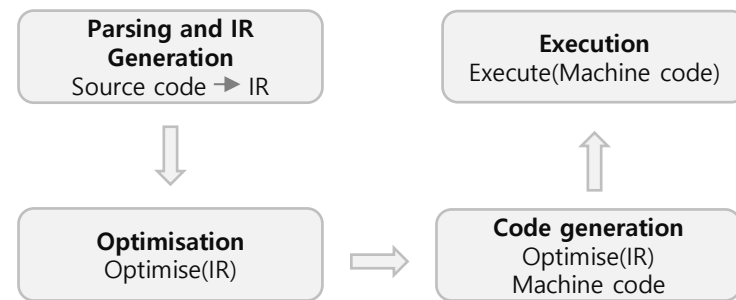 Parsing and IR
Generation
Source code → IR
Execution
Execute(Machine code)
Optimisation
Optimise(IR)
Code generation
Optimise(IR)
Machine code